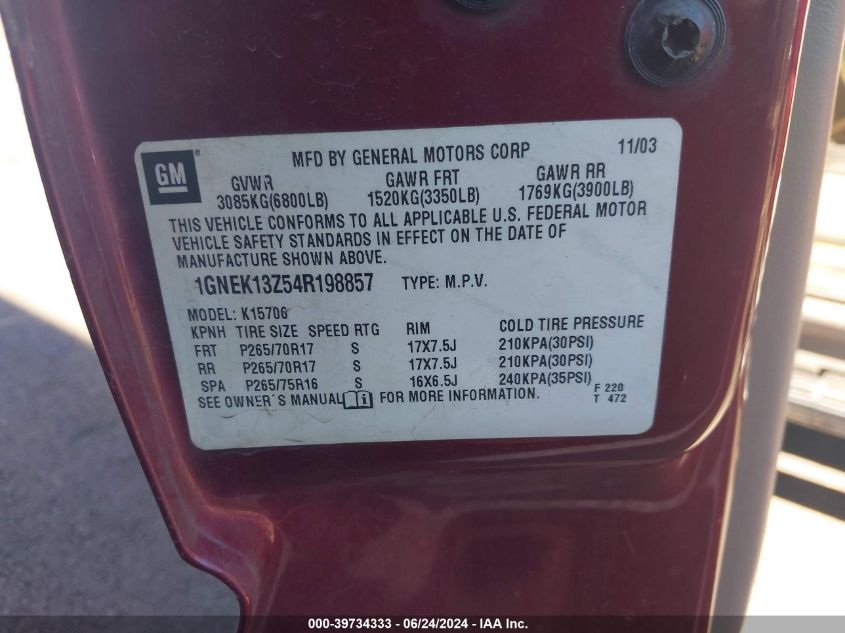 GM
MFD BY GENERAL MOTORS CORP 11/03
GVWR GAWR FRT GAWR RR
3085KG(6800LB) 1520KG(3350LB) 1769KG(3900LB)
THIS VEHICLE CONFORMS TO ALL APPLICABLE U.S. FEDERAL MOTOR
VEHICLE SAFETY STANDARDS IN EFFECT ON THE DATE OF
MANUFACTURE SHOWN ABOVE.
1GNEK13Z54R198857 TYPE: M.P.V.
MODEL: K15706
KPNH TIRE SIZE SPEED RTG RIM COLD TIRE PRESSURE
FRT P265/70R17 S 17X7.5J 210KPA(30PSI)
RR P265/70R17 S 17X7.5J 210KPA(30PSI)
SPA P265/75R16 S 16X6.5J 240KPA(35PSI)
SEE OWNER'S MANUAL FOR MORE INFORMATION. F 220
T 472
000-39734333 / 06/24/2024 - IAA Inc.